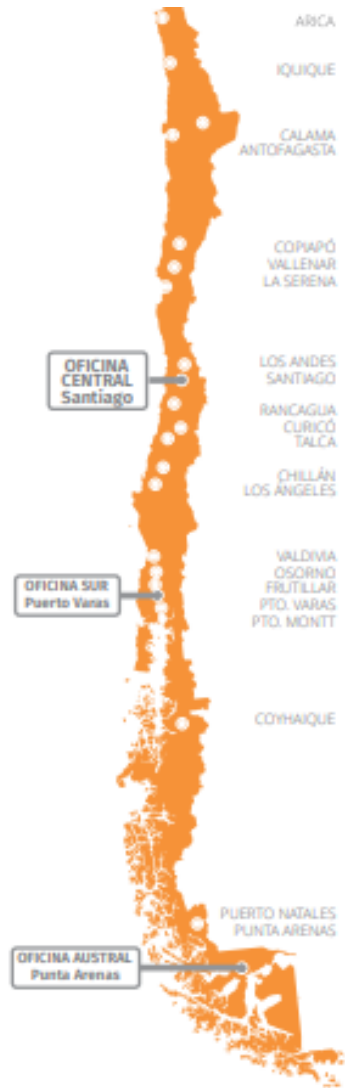 ARICA
IQUIQUE
CALAMA
ANTOFAGASTA
COPIAPÓ
VALLENAR
LA SERENA
OFICINA
CENTRAL
Santiago
LOS ANDES
SANTIAGO
RANCAGUA
CURICÓ
TALCA
CHILLÁN
LOS ÁNGELES
OFICINA SUR
Puerto Varas
VALDIVIA
OSORNO
FRUTILLAR
PTO. VARAS
PTO. MONTT
COYHAIQUE
PUERTO NATALES
PUNTA ARENAS
OFICINA AUSTRAL
Punta Arenas